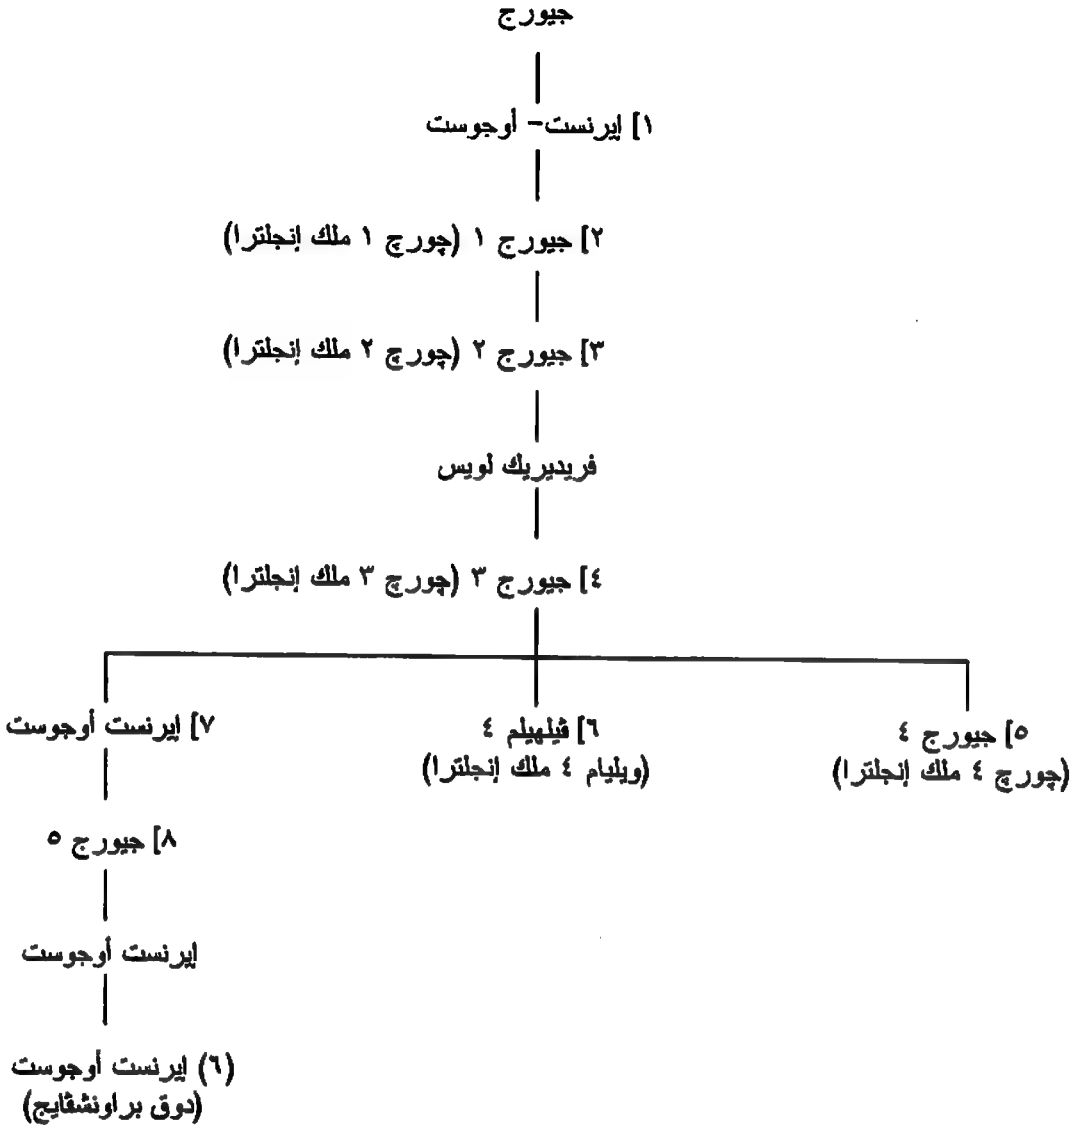 جيورج
١] إيرنست- أوجوست
٢] جيورج ١ (چورچ ١ ملك إنجلترا)
٣] جيورج ٢ (چورچ ٢ ملك إنجلترا)
فريديريك لويس
٤] جيورج ٣ (چورچ ٣ ملك إنجلترا)
٥] جيورج ٤
(چورچ ٤ ملك إنجلترا)
٦] ڤيلهيلم ٤
(ويليام ٤ ملك إنجلترا)
٧] إيرنست أوجوست
٨] جيورج ٥
إيرنست أوجوست
(٦) إيرنست أوجوست
(دوق براونشڤايج)